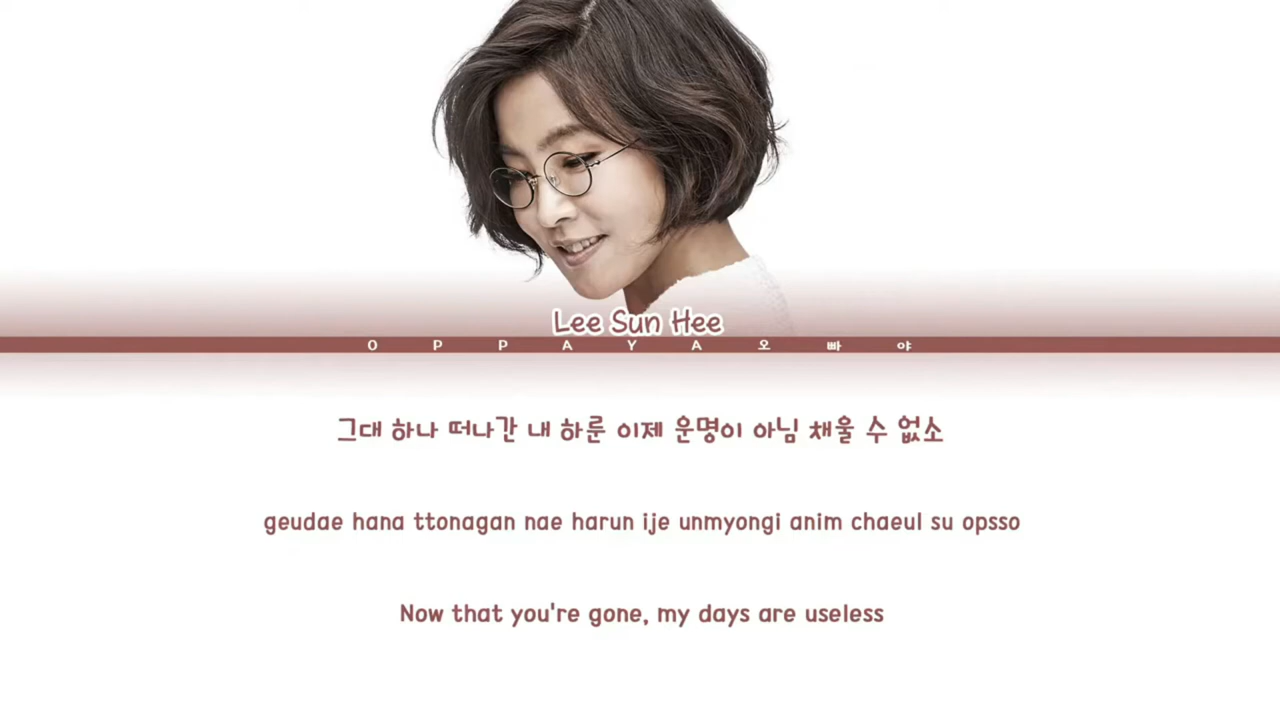 Lee Sun Hee
O P P A Y A 오 빠 야
그대 하나 떠나간 내 하룬 이제 운명이 아님 채울 수 없소
geudae hana ttonagan nae harun ije unmyongi anim chaeul su opsso
Now that you're gone, my days are useless